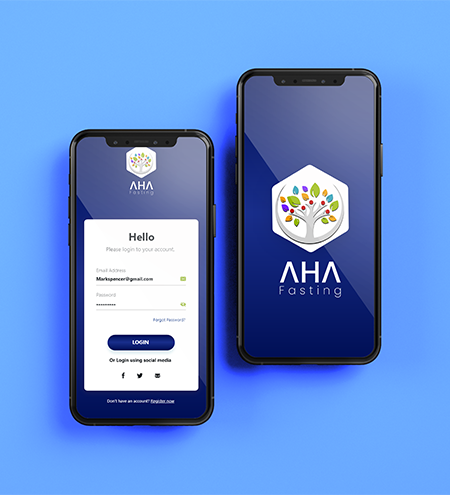 AHA
Fasting
Hello
Please login to your account.
Email Address
Markspencer@gmail.com
Password
••••••••
Forgot Password?
LOGIN
Or Login using social media
Don't have an account? Register now
AHA
Fasting